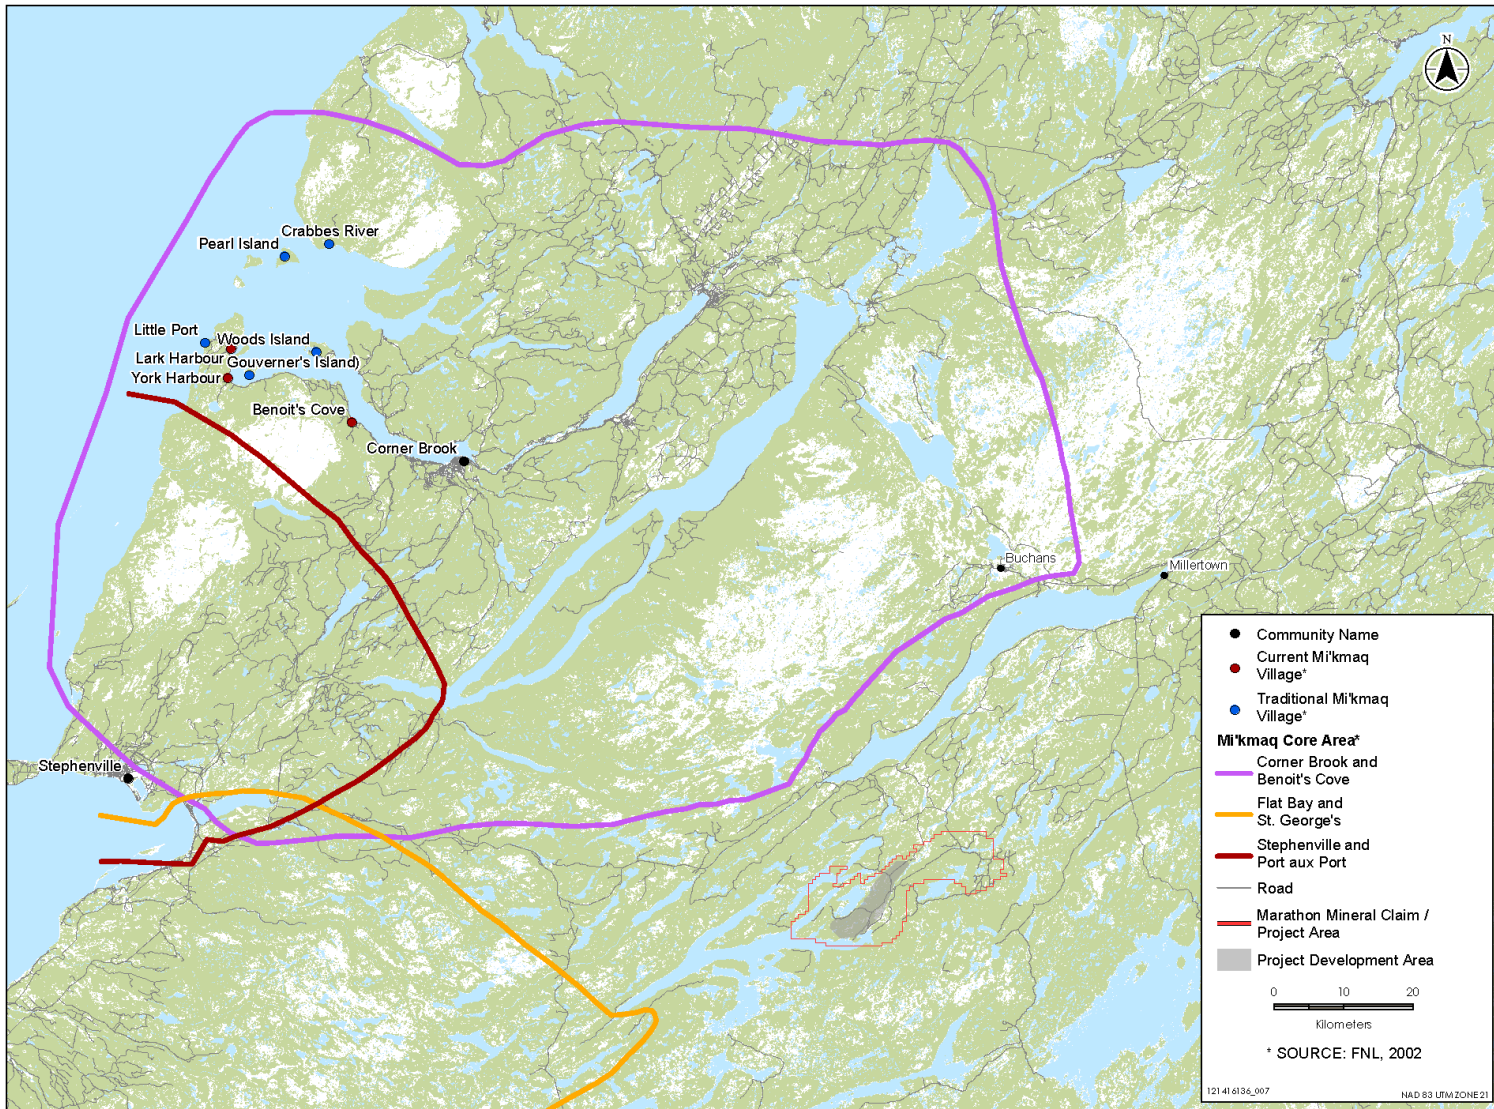 N
Crabbes River
Pearl Island
Little Port
Woods Island
Lark Harbour
Gouverner's Island)
York Harbour
Benoit's Cove
Corner Brook
Buchans
Millertown
Stephenville
Community Name
Current Mi'kmaq
Village*
Traditional Mi'kmaq
Village*
Mi'kmaq Core Area*
Corner Brook and
Benoit's Cove
Flat Bay and
St. George's
Stephenville and
Port aux Port
Road
Marathon Mineral Claim /
Project Area
Project Development Area
0 10 20
Kilometers
* SOURCE: FNL, 2002
121416136_007
NAD 83 UTM ZONE 21